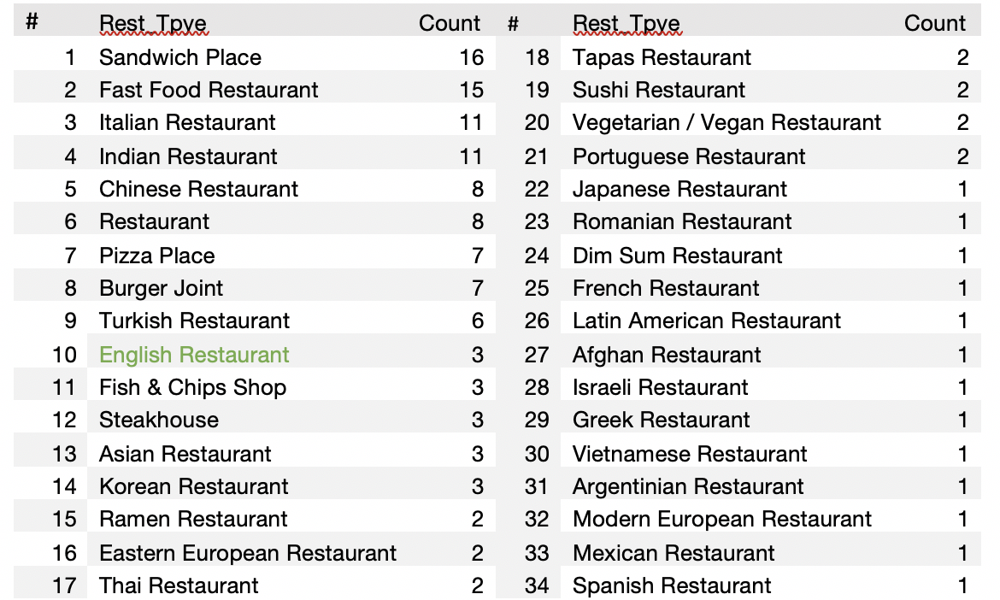 # Rest_Tpye Count # Rest_Tpye Count
1 Sandwich Place 16 18 Tapas Restaurant 2
2 Fast Food Restaurant 15 19 Sushi Restaurant 2
3 Italian Restaurant 11 20 Vegetarian / Vegan Restaurant 2
4 Indian Restaurant 11 21 Portuguese Restaurant 2
5 Chinese Restaurant 8 22 Japanese Restaurant 1
6 Restaurant 8 23 Romanian Restaurant 1
7 Pizza Place 7 24 Dim Sum Restaurant 1
8 Burger Joint 7 25 French Restaurant 1
9 Turkish Restaurant 6 26 Latin American Restaurant 1
10 English Restaurant 3 27 Afghan Restaurant 1
11 Fish & Chips Shop 3 28 Israeli Restaurant 1
12 Steakhouse 3 29 Greek Restaurant 1
13 Asian Restaurant 3 30 Vietnamese Restaurant 1
14 Korean Restaurant 3 31 Argentinian Restaurant 1
15 Ramen Restaurant 2 32 Modern European Restaurant 1
16 Eastern European Restaurant 2 33 Mexican Restaurant 1
17 Thai Restaurant 2 34 Spanish Restaurant 1